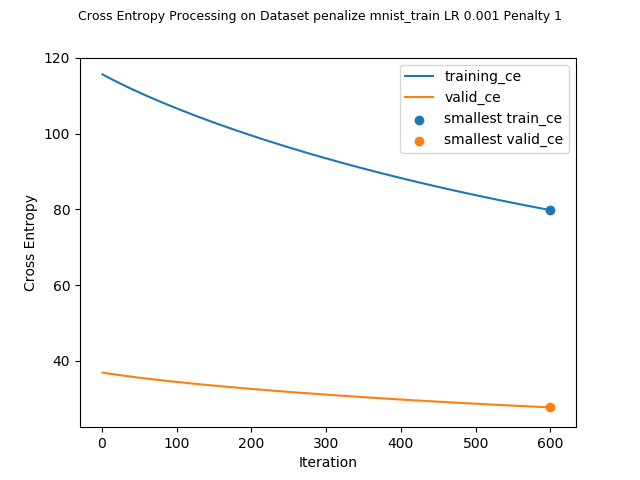 Cross Entropy Processing on Dataset penalize mnist_train LR 0.001 Penalty 1
120
100
80
60
40
Cross Entropy
training_ce
valid_ce
smallest train_ce
smallest valid_ce
0 100 200 300 400 500 600
Iteration